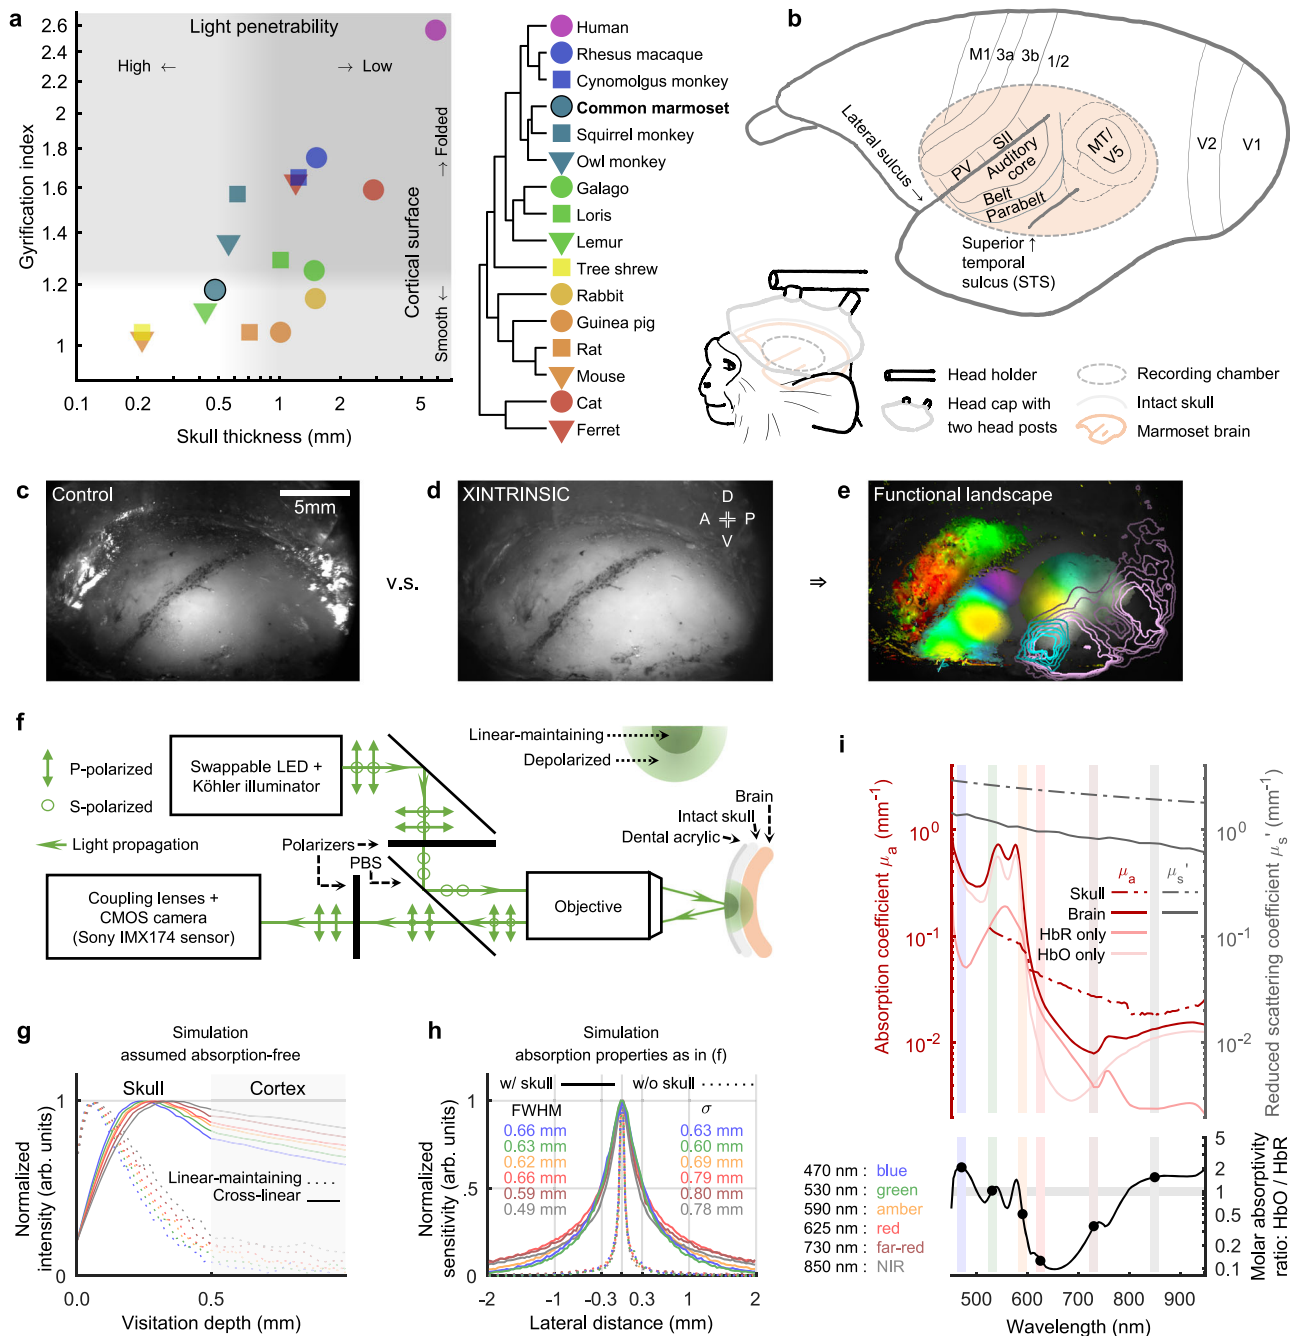 a
Light penetrability
High ← → Low
2.6
2.4
2.2
2
1.8
1.6
1.4
1.2
1
Gyrification index
→ Folded
Cortical surface
Smooth ←
0.1 0.2 0.5 1 2 5
Skull thickness (mm)
Human
Rhesus macaque
Cynomolgus monkey
Common marmoset
Squirrel monkey
Owl monkey
Galago
Loris
Lemur
Tree shrew
Rabbit
Guinea pig
Rat
Mouse
Cat
Ferret
b
M1 3a 3b 1/2
Lateral sulcus →
PV SII
Auditory
core
Belt
Parabelt
MT/
V5
V2 V1
Superior ↑
temporal
sulcus (STS)
Head holder
Head cap with
two head posts
Recording chamber
Intact skull
Marmoset brain
c
Control
5mm
v.s.
d
XINTRINSIC
D
A P
V
⇒
e
Functional landscape
f
P-polarized
S-polarized
Light propagation
Swappable LED +
Köhler illuminator
Polarizers
PBS
Coupling lenses +
CMOS camera
(Sony IMX174 sensor)
Objective
Linear-maintaining
Depolarized
Brain
Intact skull
Dental acrylic
g
Simulation
assumed absorption-free
Skull Cortex
Linear-maintaining
Cross-linear
1
.5
0
Normalized
intensity (arb. units)
0.0 0.5
Visitation depth (mm)
h
Simulation
absorption properties as in (f)
w/ skull w/o skull
FWHM σ
0.66 mm 0.63 mm
0.63 mm 0.60 mm
0.62 mm 0.69 mm
0.66 mm 0.79 mm
0.59 mm 0.80 mm
0.49 mm 0.78 mm
1
.5
0
Normalized
sensitivity (arb. units)
-2 -1 -0.3 0.3 1 2
Lateral distance (mm)
i
Absorption coefficient μa (mm⁻¹)
10⁰
10⁻¹
10⁻²
μa μs'
Skull
Brain
HbR only
HbO only
10⁰
10⁻¹
10⁻²
Reduced scattering coefficient μs' (mm⁻¹)
470 nm : blue
530 nm : green
590 nm : amber
625 nm : red
730 nm : far-red
850 nm : NIR
5
2
1
0.5
0.2
0.1
Molar absorptivity
ratio: HbO / HbR
500 600 700 800 900
Wavelength (nm)